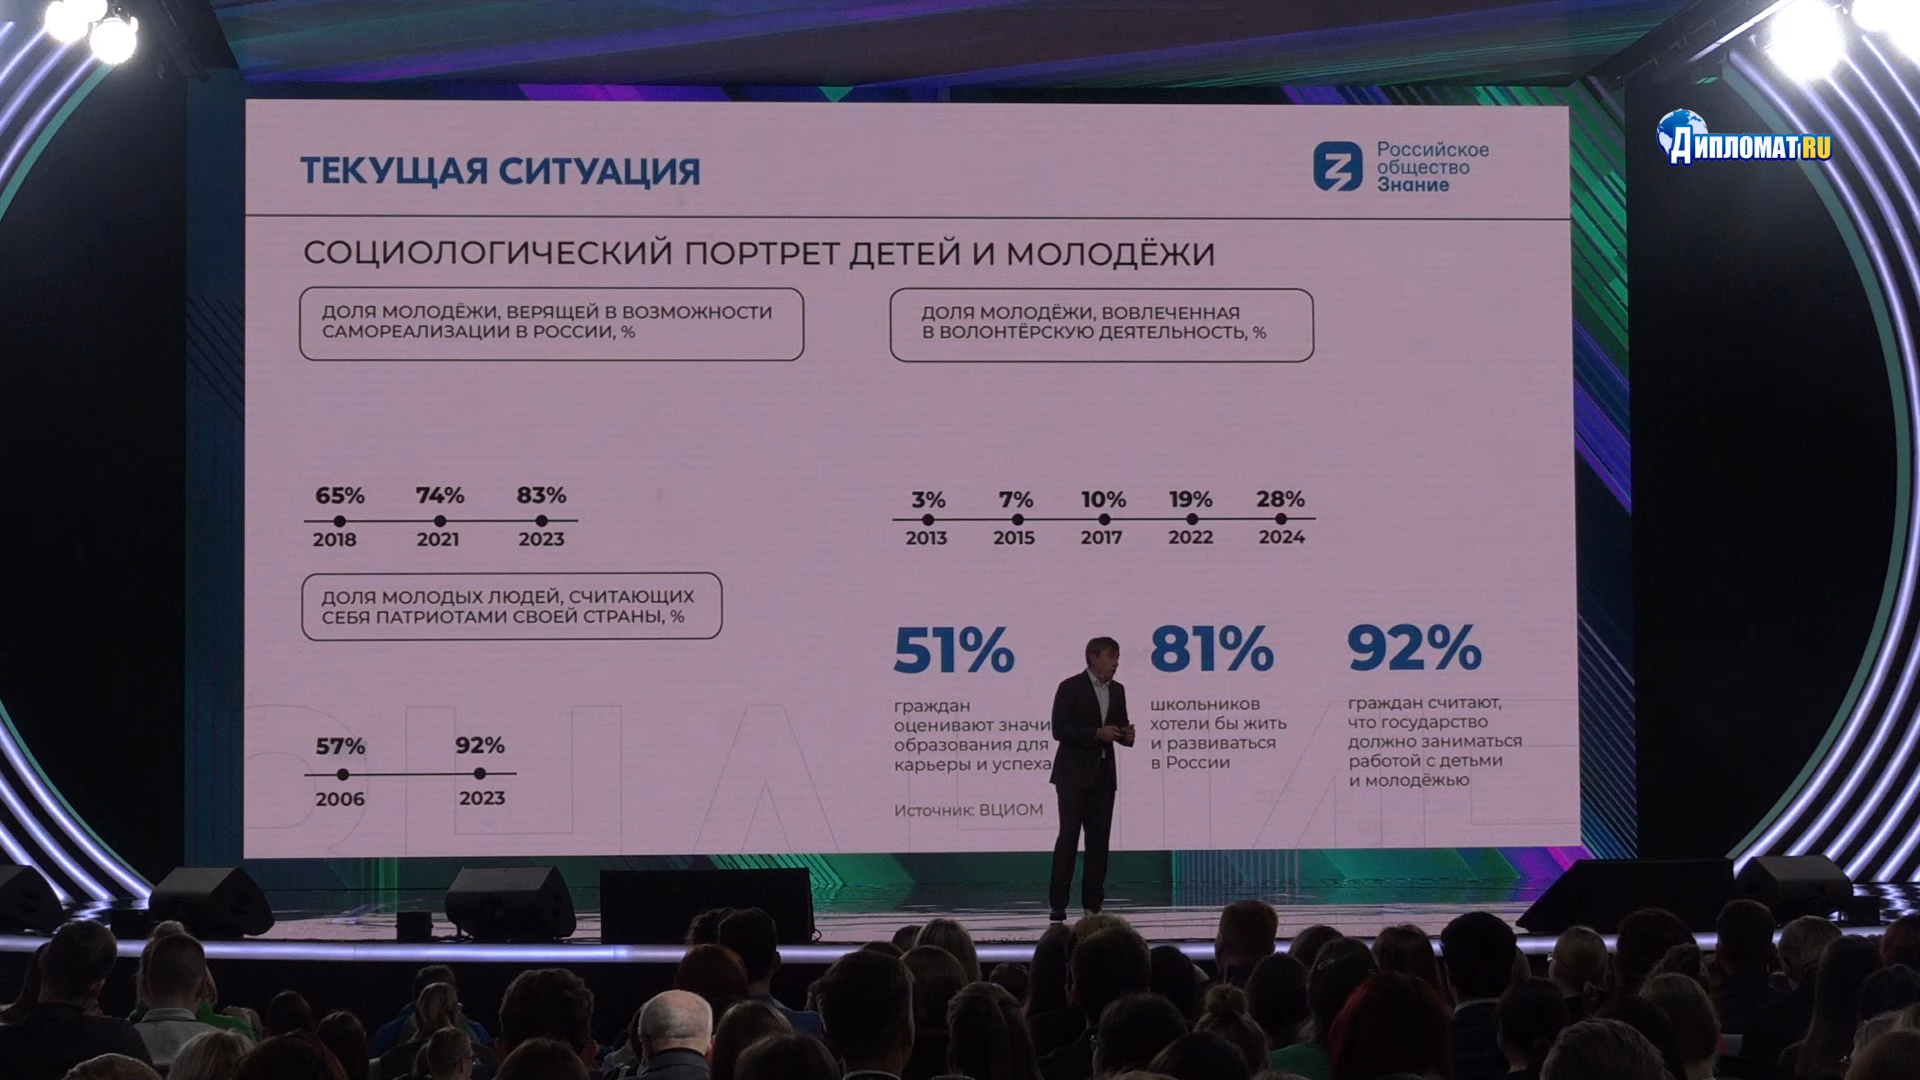 ДИПЛОМАТ RU
ТЕКУЩАЯ СИТУАЦИЯ
Российское
общество
Знание
СОЦИОЛОГИЧЕСКИЙ ПОРТРЕТ ДЕТЕЙ И МОЛОДЁЖИ
ДОЛЯ МОЛОДЁЖИ, ВЕРЯЩЕЙ В ВОЗМОЖНОСТИ
САМОРЕАЛИЗАЦИИ В РОССИИ, %
65% 74% 83%
2018 2021 2023
ДОЛЯ МОЛОДЁЖИ, ВОВЛЕЧЕННАЯ
В ВОЛОНТЁРСКУЮ ДЕЯТЕЛЬНОСТЬ, %
3% 7% 10% 19% 28%
2013 2015 2017 2022 2024
ДОЛЯ МОЛОДЫХ ЛЮДЕЙ, СЧИТАЮЩИХ
СЕБЯ ПАТРИОТАМИ СВОЕЙ СТРАНЫ, %
57% 92%
2006 2023
51%
граждан
оценивают значи
образования для
карьеры и успеха
81%
школьников
хотели бы жить
и развиваться
в России
92%
граждан считают,
что государство
должно заниматься
работой с детьми
и молодёжью
Источник: ВЦИОМ